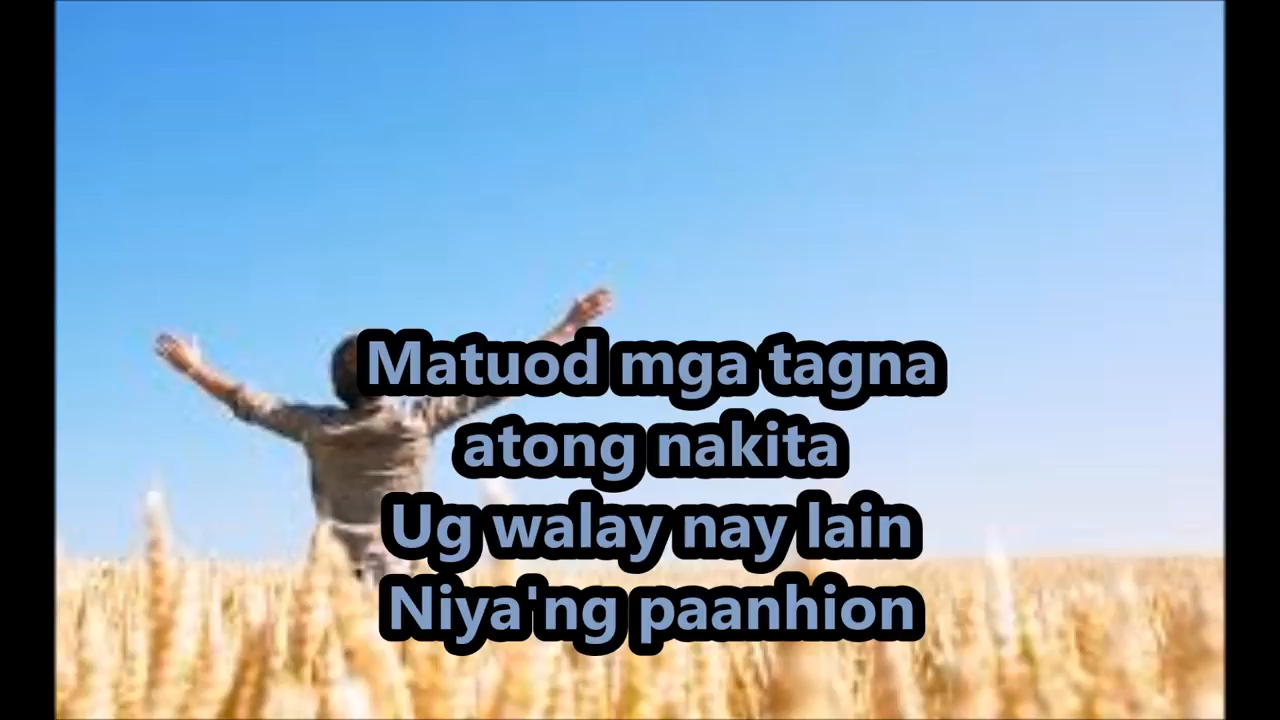 Matuod mga tagna
atong nakita
Ug walay nay lain
Niya'ng paanhion